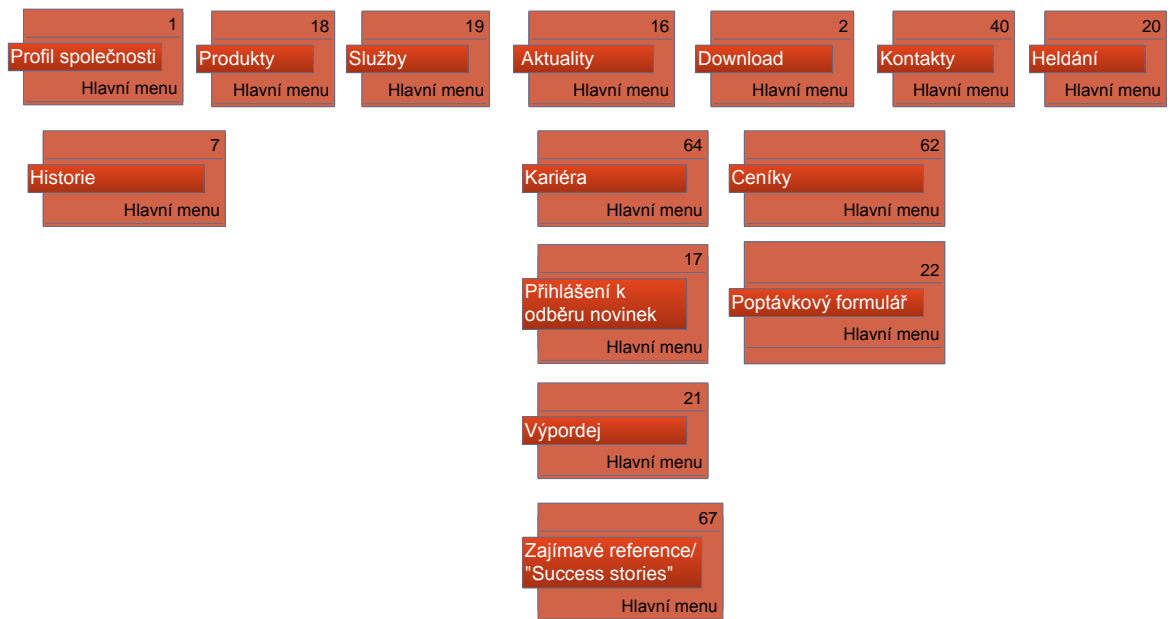 1
Profil společnosti
Hlavní menu
18
Produkty
Hlavní menu
19
Služby
Hlavní menu
16
Aktuality
Hlavní menu
2
Download
Hlavní menu
40
Kontakty
Hlavní menu
20
Heldání
Hlavní menu
7
Historie
Hlavní menu
64
Kariéra
Hlavní menu
62
Ceníky
Hlavní menu
17
Přihlášení k
odběru novinek
Hlavní menu
22
Poptávkový formulář
Hlavní menu
21
Výpordej
Hlavní menu
67
Zajímavé reference/
"Success stories"
Hlavní menu